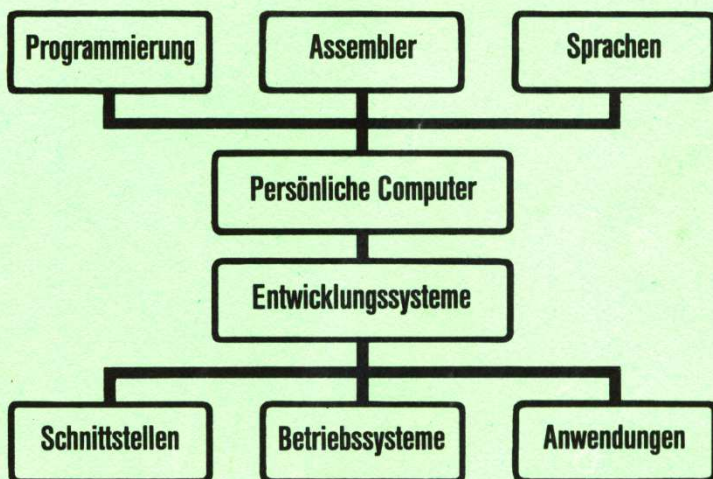 Programmierung
Assembler
Sprachen
Persönliche Computer
Entwicklungssysteme
Schnittstellen
Betriebssysteme
Anwendungen